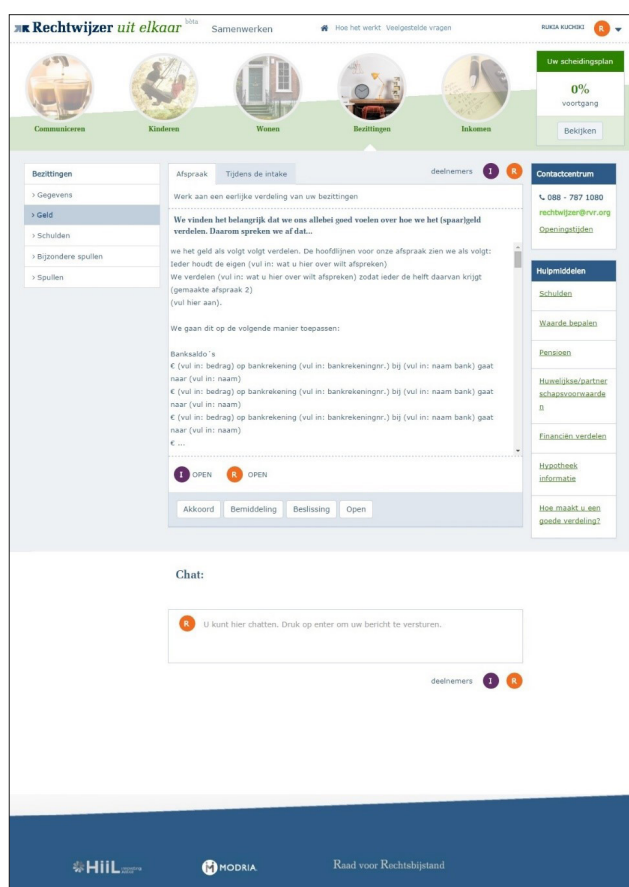 Rechtwijzer uit elkaar bèta
Samenwerken
Hoe het werkt Veelgestelde vragen
RUKIA KUCHIKI R
Communiceren
Kinderen
Wonen
Bezittingen
Inkomen
Uw scheidingsplan
0%
voortgang
Bekijken
Bezittingen
> Gegevens
> Geld
> Schulden
> Bijzondere spullen
> Spullen
Afspraak Tijdens de intake
deelnemers I R
Werk aan een eerlijke verdeling van uw bezittingen
We vinden het belangrijk dat we ons allebei goed voelen over hoe we het [spaar]geld
verdelen. Daarom spreken we af dat...
we het geld als volgt volgt verdelen. De hoofdlijnen voor onze afspraak zien we als volgt:
Ieder houdt de eigen (vul in: wat u hier over wilt afspreken)
We verdelen (vul in: wat u hier over wilt afspreken) zodat ieder de helft daarvan krijgt
(gemaakte afspraak 2)
(vul hier aan).
We gaan dit op de volgende manier toepassen:
Banksaldo´s
€ (vul in: bedrag) op bankrekening (vul in: bankrekeningnr.) bij (vul in: naam bank) gaat
naar (vul in: naam)
€ (vul in: bedrag) op bankrekening (vul in: bankrekeningnr.) bij (vul in: naam bank) gaat
naar (vul in: naam)
€ (vul in: bedrag) op bankrekening (vul in: bankrekeningnr.) bij (vul in: naam bank) gaat
naar (vul in: naam)
€ ...
I OPEN R OPEN
Akkoord Bemiddeling Beslissing Open
Contactcentrum
088 - 787 1080
rechtwijzer@rvr.org
Openingstijden
Hulpmiddelen
Schulden
Waarde bepalen
Pensioen
Huwelijkse/partner
schapsvoorwaarde
n
Financiën verdelen
Hypotheek
informatie
Hoe maakt u een
goede verdeling?
Chat:
R U kunt hier chatten. Druk op enter om uw bericht te versturen.
deelnemers I R
HiiL
MODRIA
Raad voor Rechtsbijstand